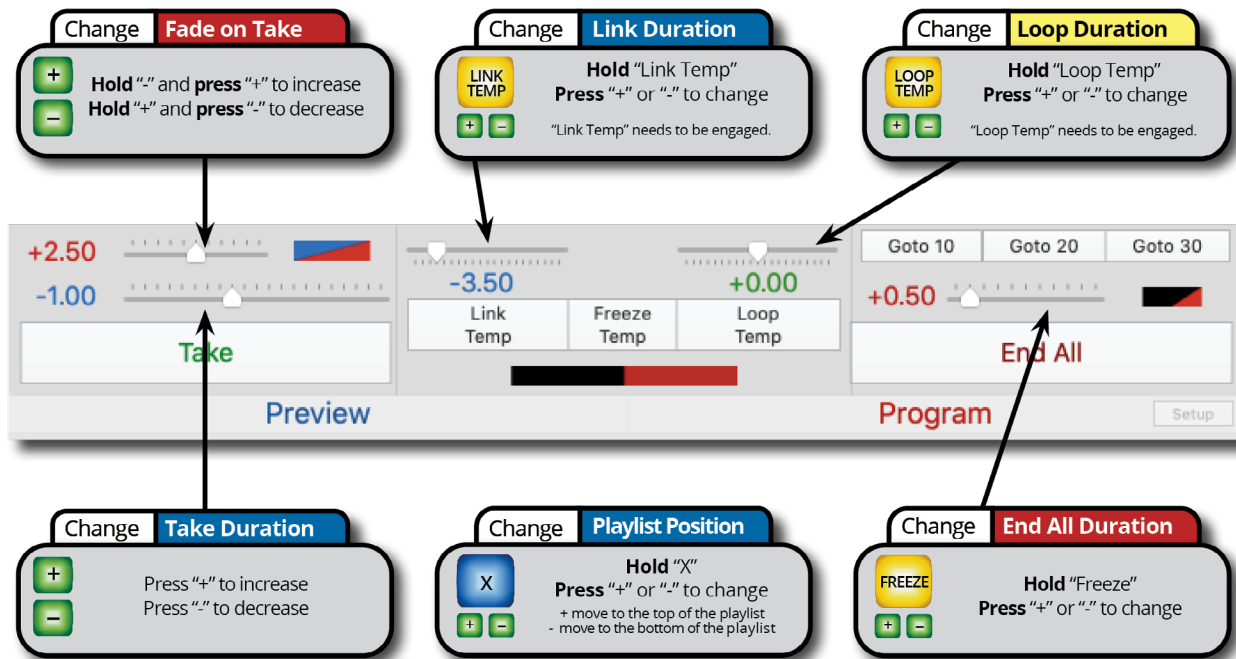 Change Fade on Take
+
−
Hold “-” and press “+” to increase
Hold “+” and press “-” to decrease
Change Link Duration
LINK
TEMP
+ −
Hold “Link Temp”
Press “+” or “-” to change
“Link Temp” needs to be engaged.
Change Loop Duration
LOOP
TEMP
+ −
Hold “Loop Temp”
Press “+” or “-” to change
“Loop Temp” needs to be engaged.
+2.50
-1.00
Take
-3.50
+0.00
Link
Temp
Freeze
Temp
Loop
Temp
Goto 10 Goto 20 Goto 30
+0.50
End All
Preview
Program
Setup
Change Take Duration
+
−
Press “+” to increase
Press “-” to decrease
Change Playlist Position
X
+ −
Hold “X”
Press “+” or “-” to change
+ move to the top of the playlist
- move to the bottom of the playlist
Change End All Duration
FREEZE
+ −
Hold “Freeze”
Press “+” or “-” to change